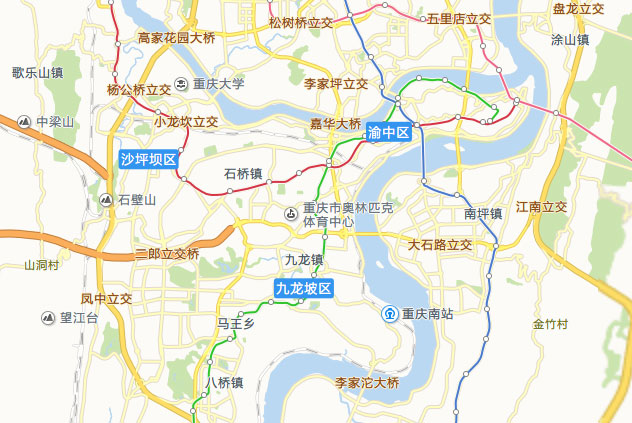 盘龙立交
松树桥立交
五里店立交
高家花园大桥
涂山镇
歌乐山镇
杨公桥立交
重庆大学
李家坪立交
中梁山
小龙坎立交
嘉华大桥
渝中区
沙坪坝区
石桥镇
石壁山
重庆市奥林匹克
体育中心
南坪镇
江南立交
二郎立交桥
大石路立交
山洞村
九龙镇
九龙坡区
凤中立交
望江台
马王乡
重庆南站
金竹村
八桥镇
李家沱大桥